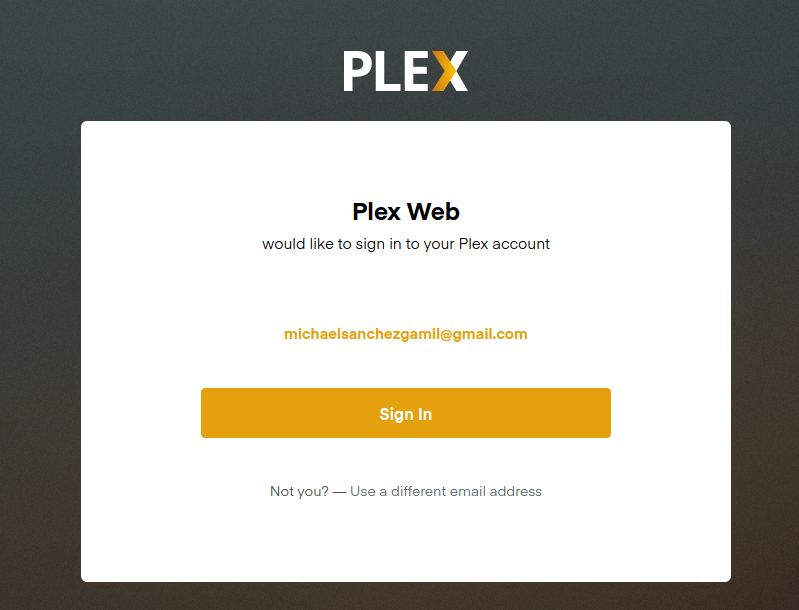 PLEX
Plex Web
would like to sign in to your Plex account
michaelsanchezgamil@gmail.com
Sign In
Not you? — Use a different email address